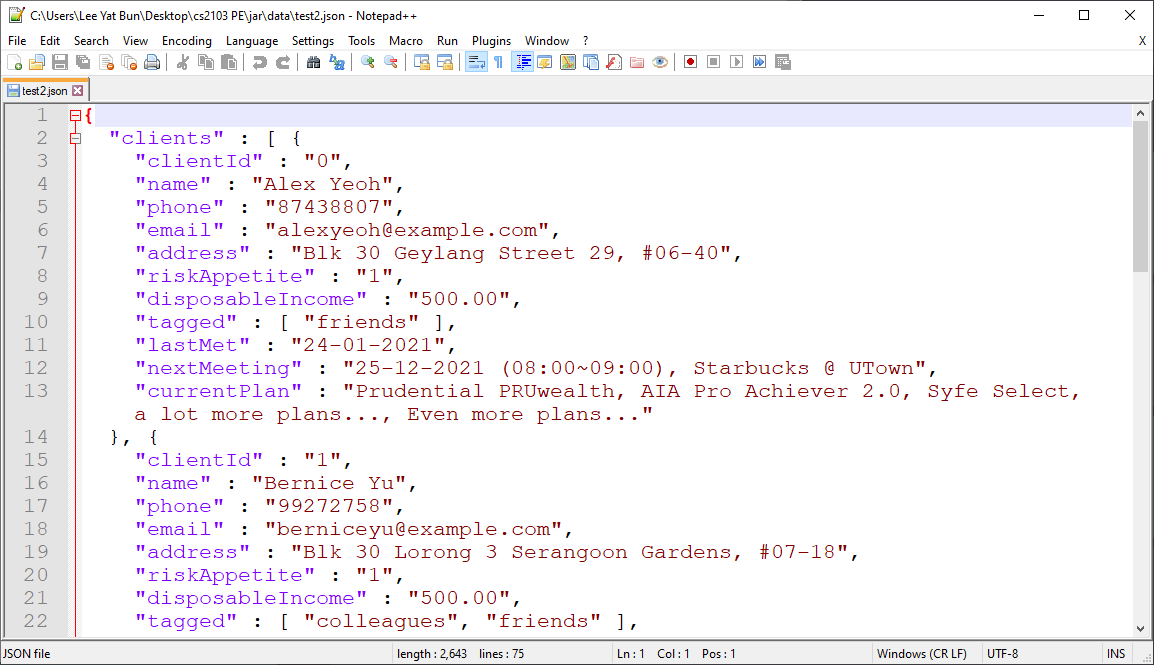 C:\Users\Lee Yat Bun\Desktop\cs2103 PE\jar\data\test2.json - Notepad++
File Edit Search View Encoding Language Settings Tools Macro Run Plugins Window ? X
test2.json
1 {
2 "clients" : [ {
3 "clientId" : "0",
4 "name" : "Alex Yeoh",
5 "phone" : "87438807",
6 "email" : "alexyeoh@example.com",
7 "address" : "Blk 30 Geylang Street 29, #06-40",
8 "riskAppetite" : "1",
9 "disposableIncome" : "500.00",
10 "tagged" : [ "friends" ],
11 "lastMet" : "24-01-2021",
12 "nextMeeting" : "25-12-2021 (08:00~09:00), Starbucks @ UTown",
13 "currentPlan" : "Prudential PRUwealth, AIA Pro Achiever 2.0, Syfe Select,
a lot more plans..., Even more plans..."
14 }, {
15 "clientId" : "1",
16 "name" : "Bernice Yu",
17 "phone" : "99272758",
18 "email" : "berniceyu@example.com",
19 "address" : "Blk 30 Lorong 3 Serangoon Gardens, #07-18",
20 "riskAppetite" : "1",
21 "disposableIncome" : "500.00",
22 "tagged" : [ "colleagues", "friends" ],
JSON file length : 2,643 lines : 75 Ln : 1 Col : 1 Pos : 1 Windows (CR LF) UTF-8 INS